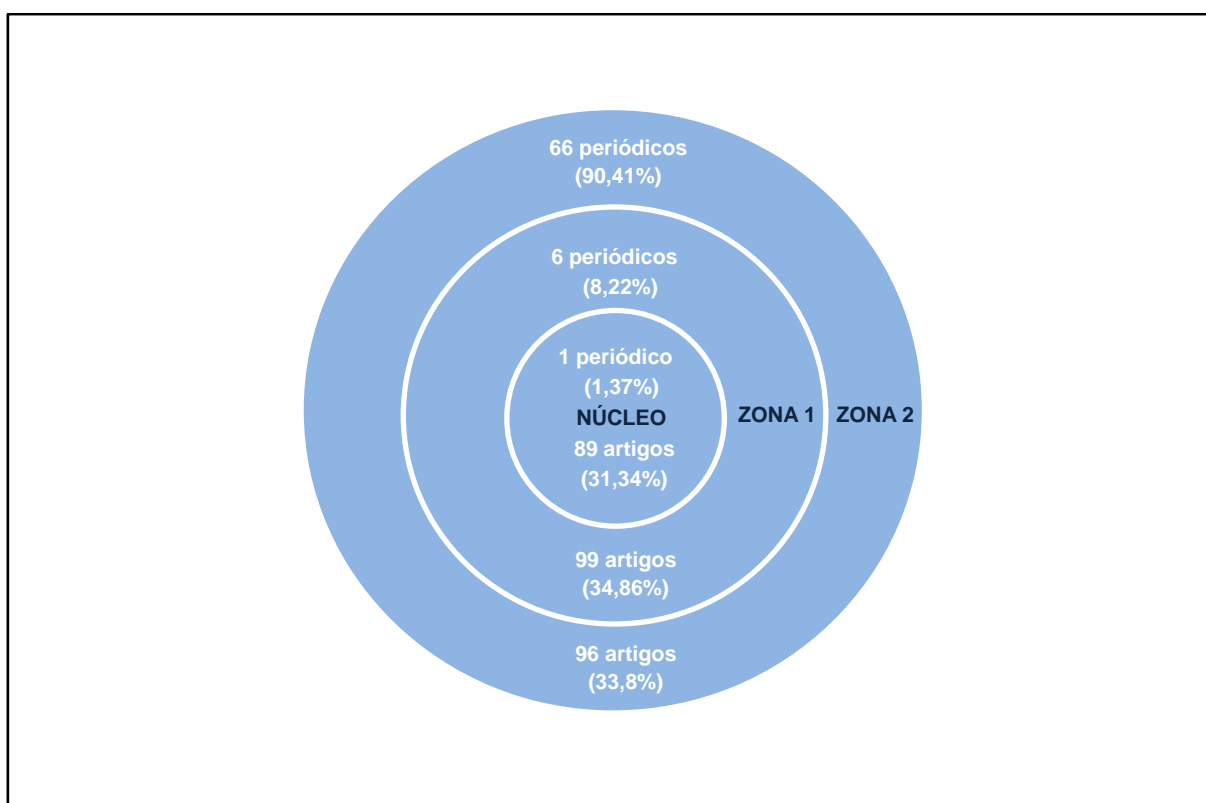 66 periódicos
(90,41%)
6 periódicos
(8,22%)
1 periódico
(1,37%)
NÚCLEO
ZONA 1
ZONA 2
89 artigos
(31,34%)
99 artigos
(34,86%)
96 artigos
(33,8%)